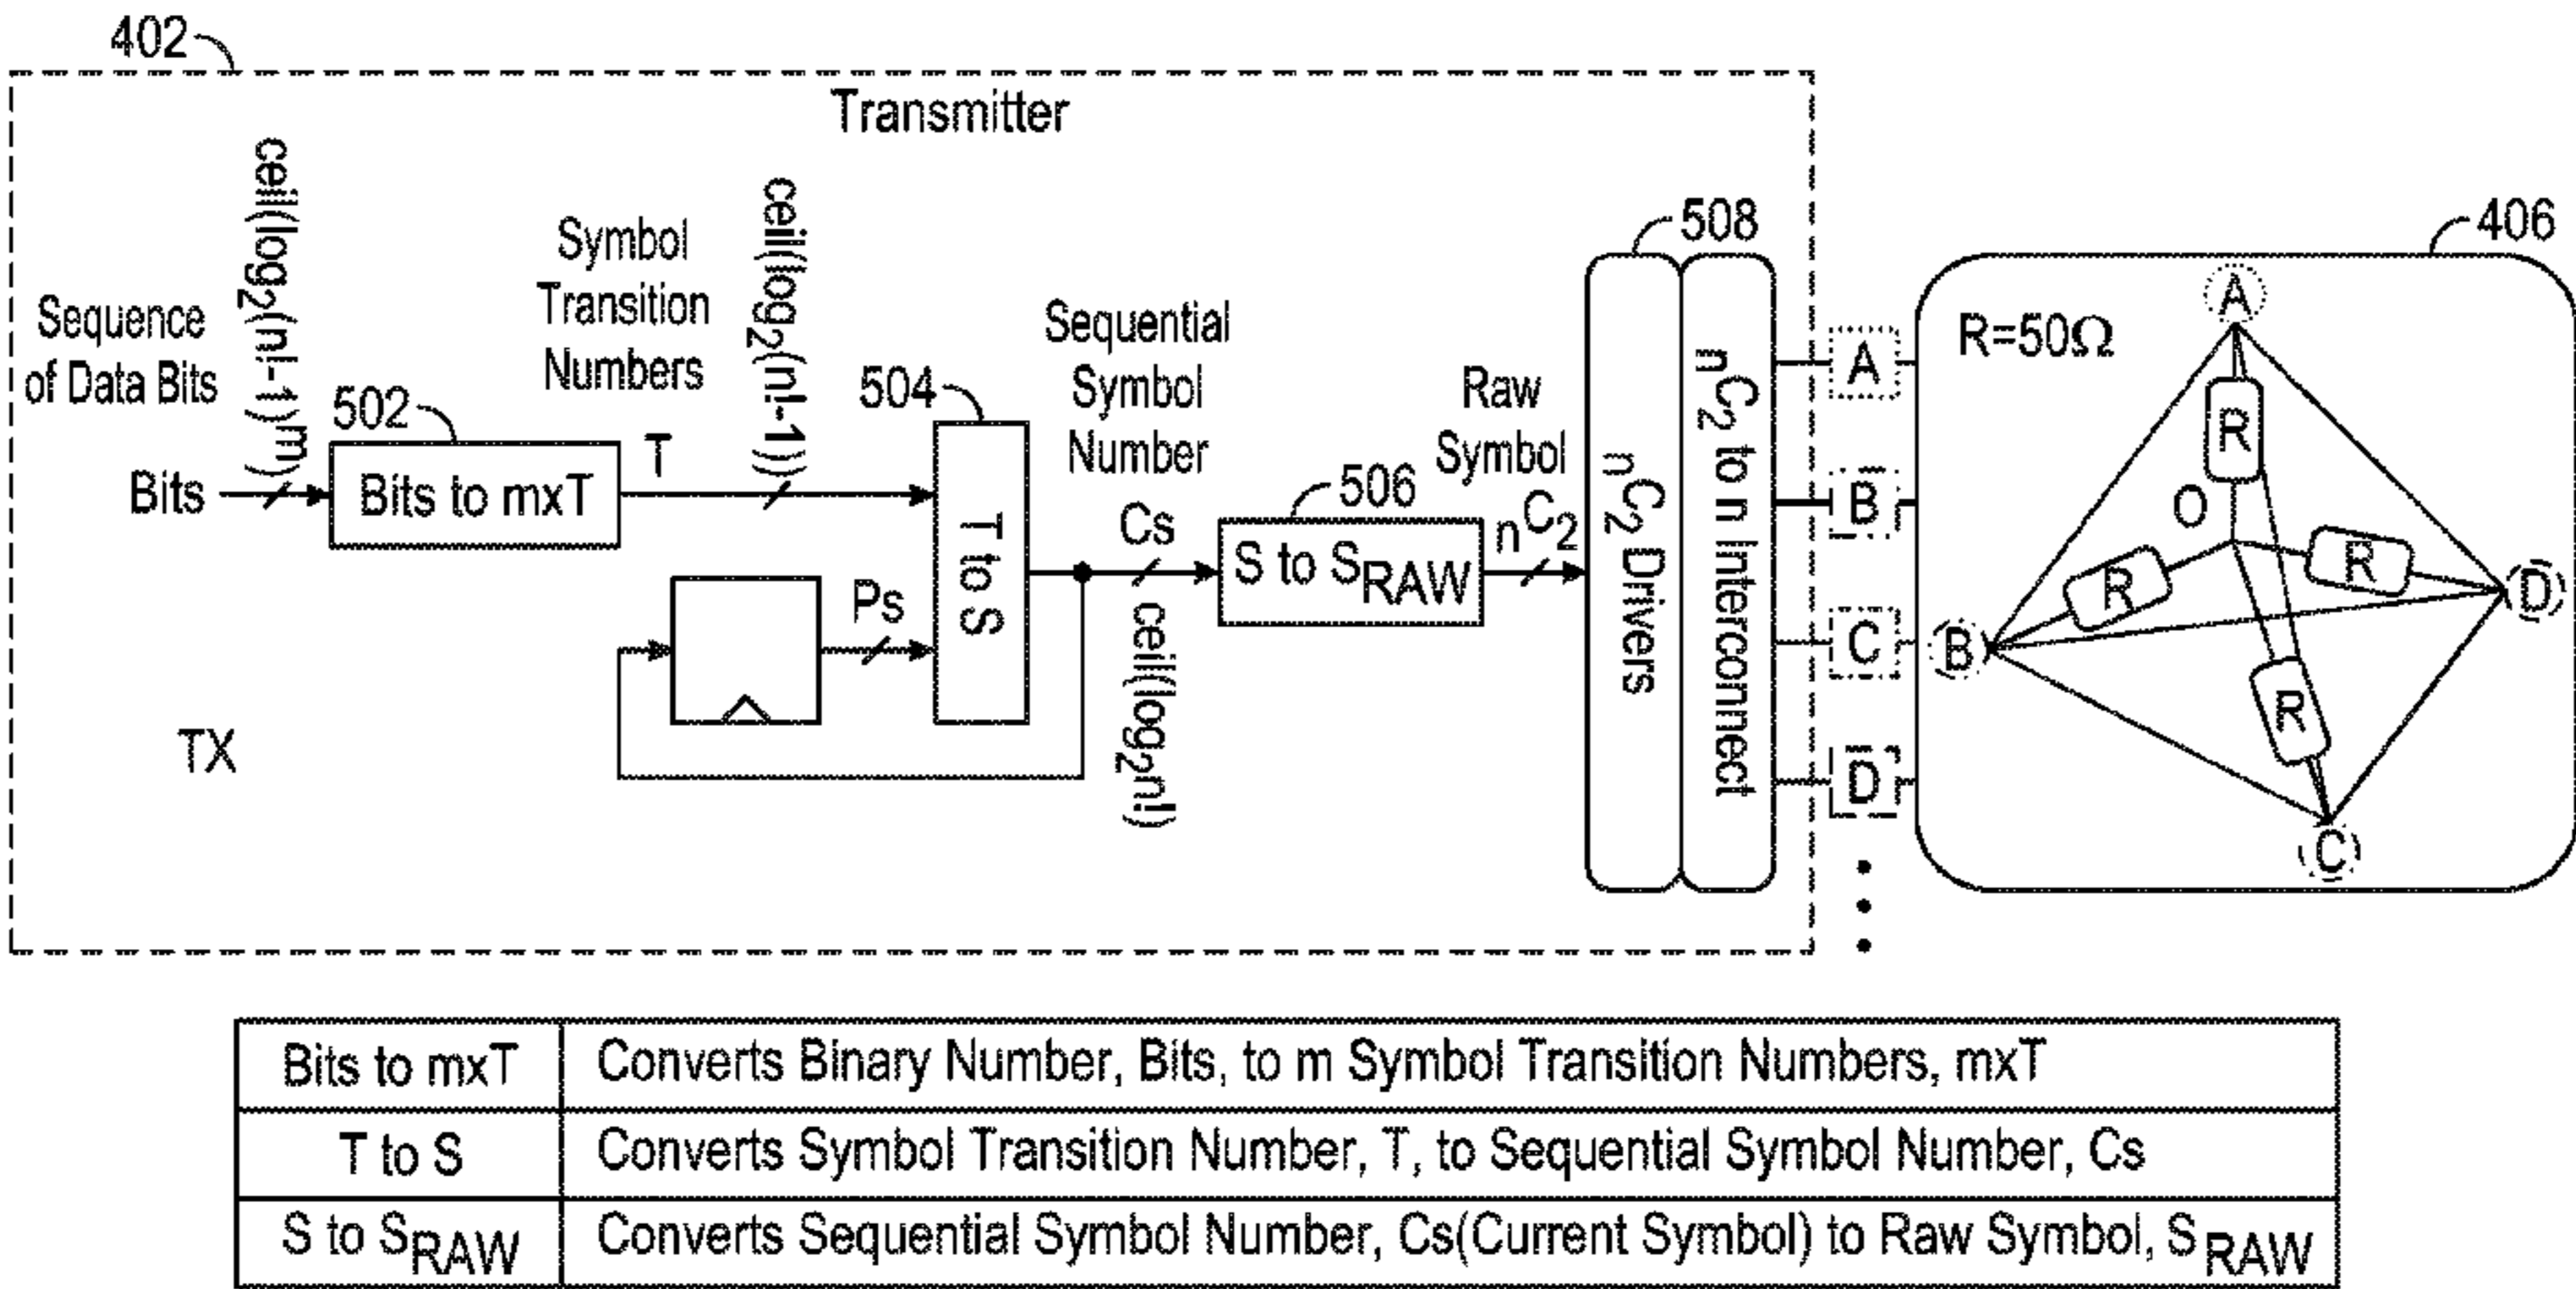 402
Transmitter
Sequence
of Data Bits
ceil(log2(n!-1)m)
Bits
502
Bits to mxT
Symbol
Transition
Numbers
T
ceil(log2(n!-1)))
504
T to S
Ps
Sequential
Symbol
Number
Cs
ceil(log2n!)
506
S to SRAW
Raw
Symbol
nC2
508
nC2 Drivers
nC2 to n Interconnect
TX
A
B
C
D
406
R=50Ω
A
R
O
R
R
B
D
R
C
Bits to mxT Converts Binary Number, Bits, to m Symbol Transition Numbers, mxT
T to S Converts Symbol Transition Number, T, to Sequential Symbol Number, Cs
S to SRAW Converts Sequential Symbol Number, Cs(Current Symbol) to Raw Symbol, SRAW